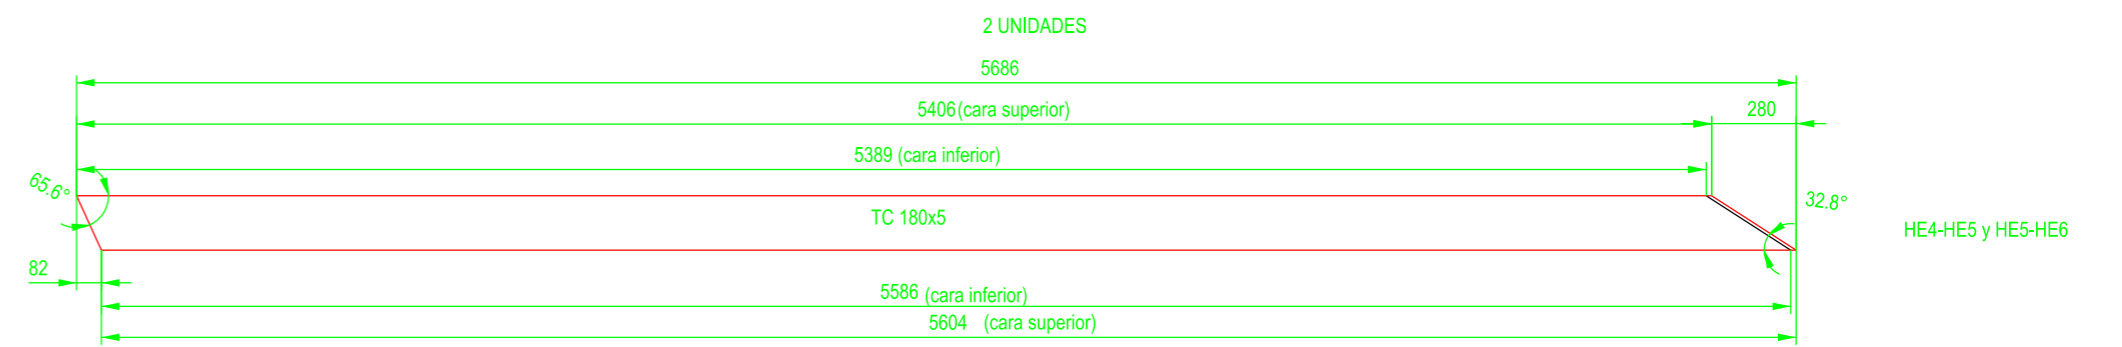 2 UNIDADES
5686
5406(cara superior)
280
5389 (cara inferior)
65.6°
TC 180x5
32.8°
HE4-HE5 y HE5-HE6
82
5586 (cara inferior)
5604 (cara superior)